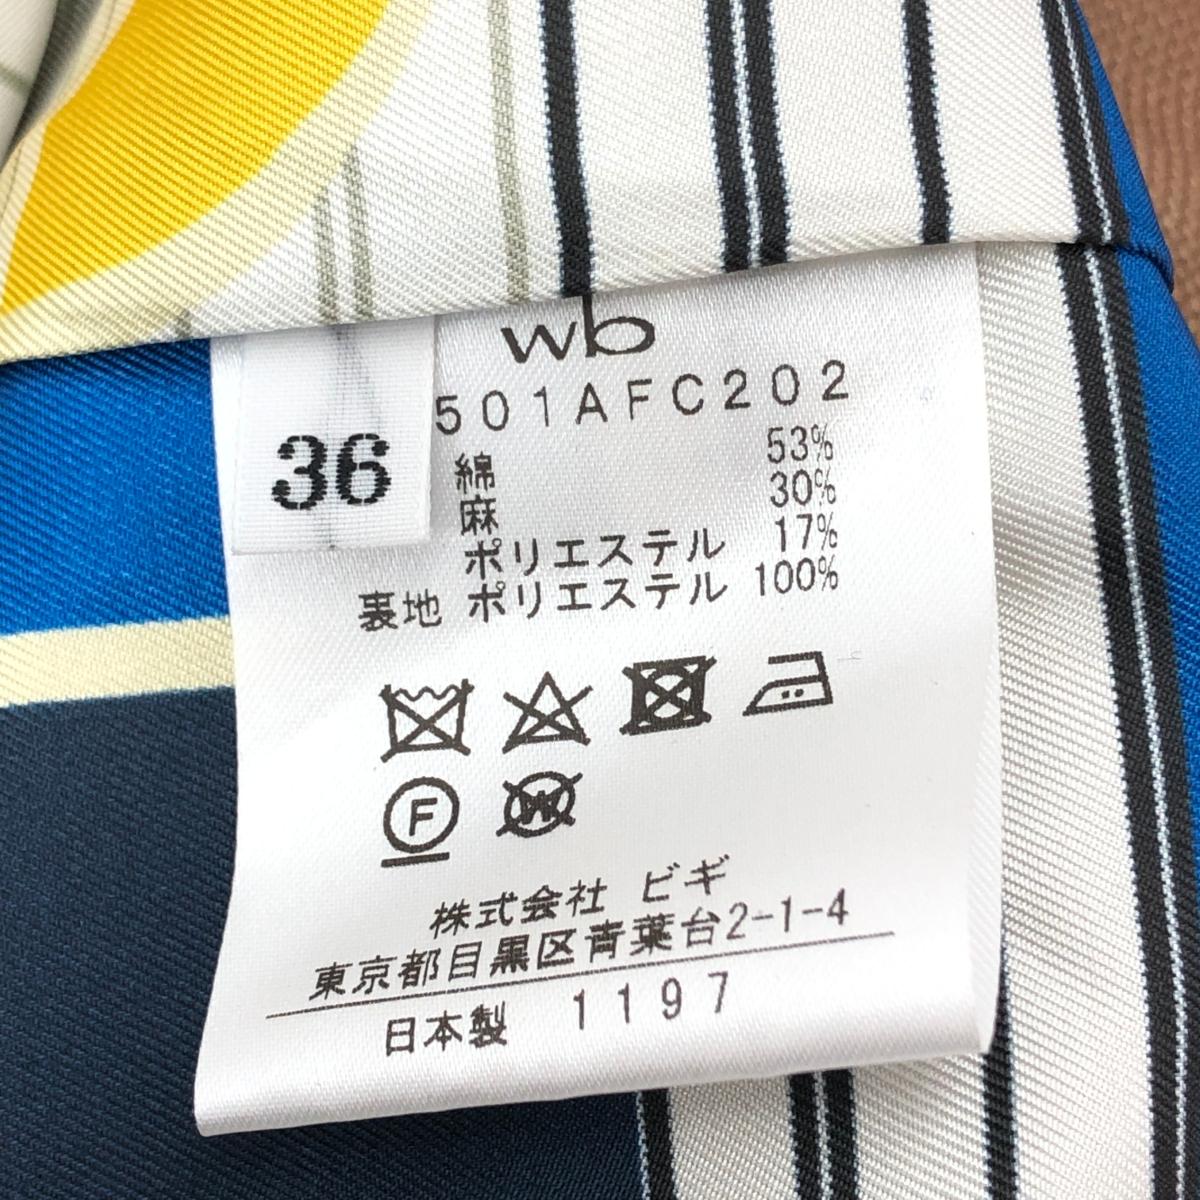 wb
36
501AFC202
綿 53%
麻 30%
ポリエステル 17%
裏地 ポリエステル 100%
F W
株式会社 ビギ
東京都目黒区青葉台2-1-4
日本製 1197